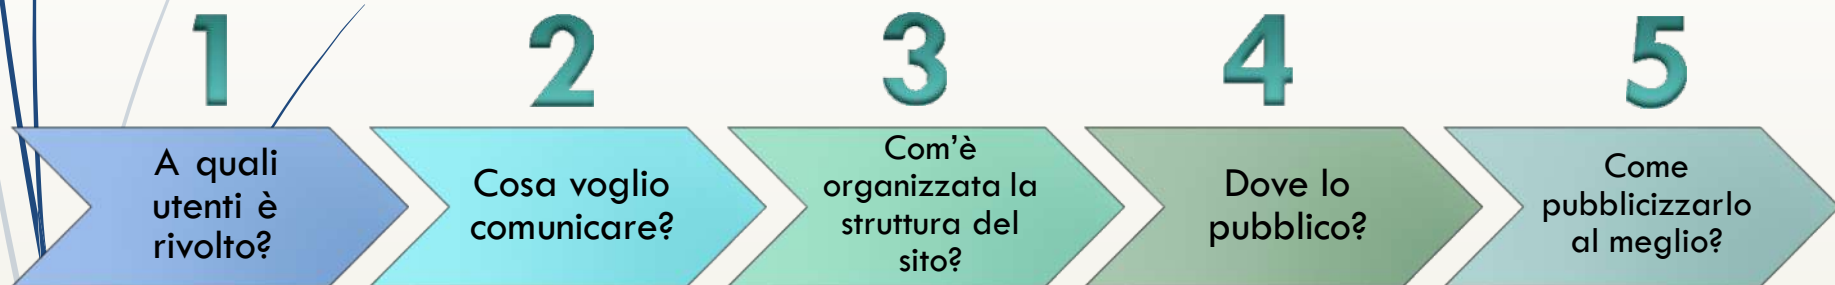 1
2
3
4
5
A quali
utenti è
rivolto?
Cosa voglio
comunicare?
Com'è
organizzata la
struttura del
sito?
Dove lo
pubblico?
Come
pubblicizzarlo
al meglio?